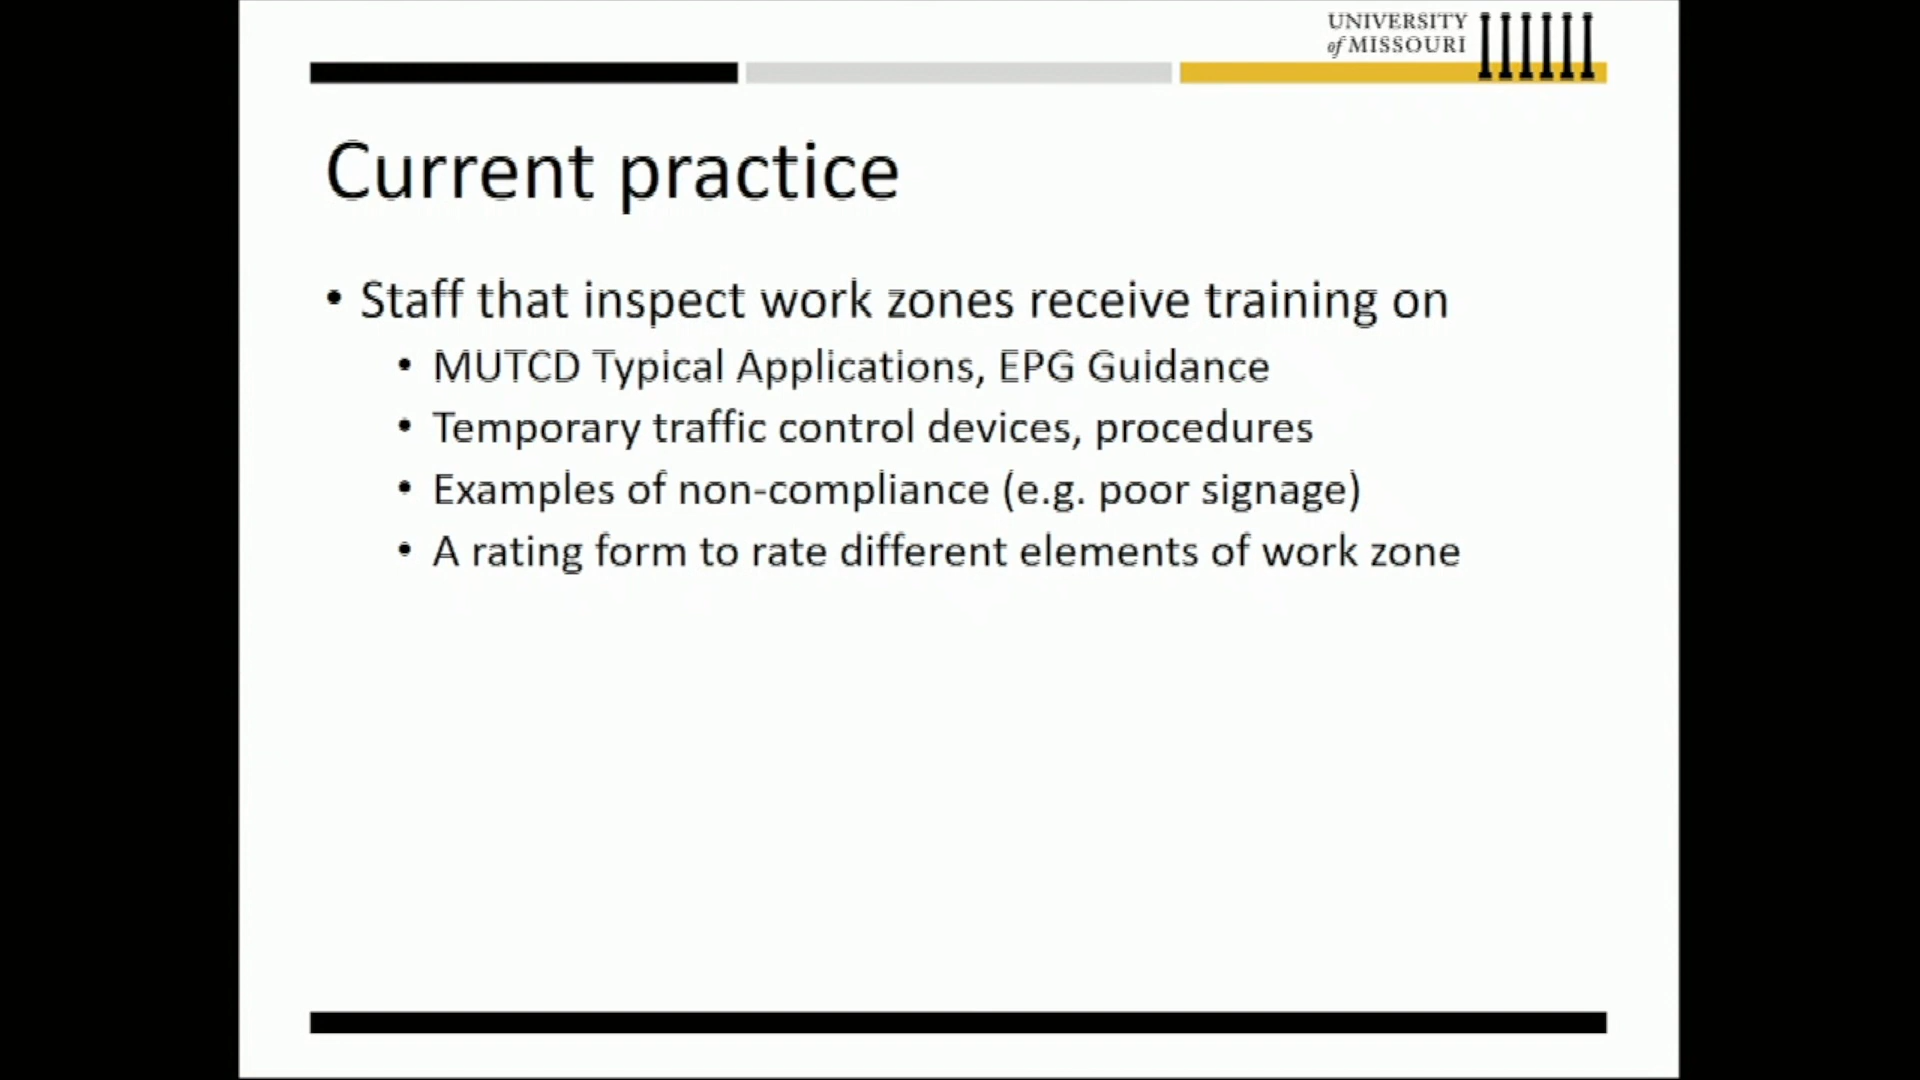 UNIVERSITY
of MISSOURI
Current practice
• Staff that inspect work zones receive training on
• MUTCD Typical Applications, EPG Guidance
• Temporary traffic control devices, procedures
• Examples of non-compliance (e.g. poor signage)
• A rating form to rate different elements of work zone